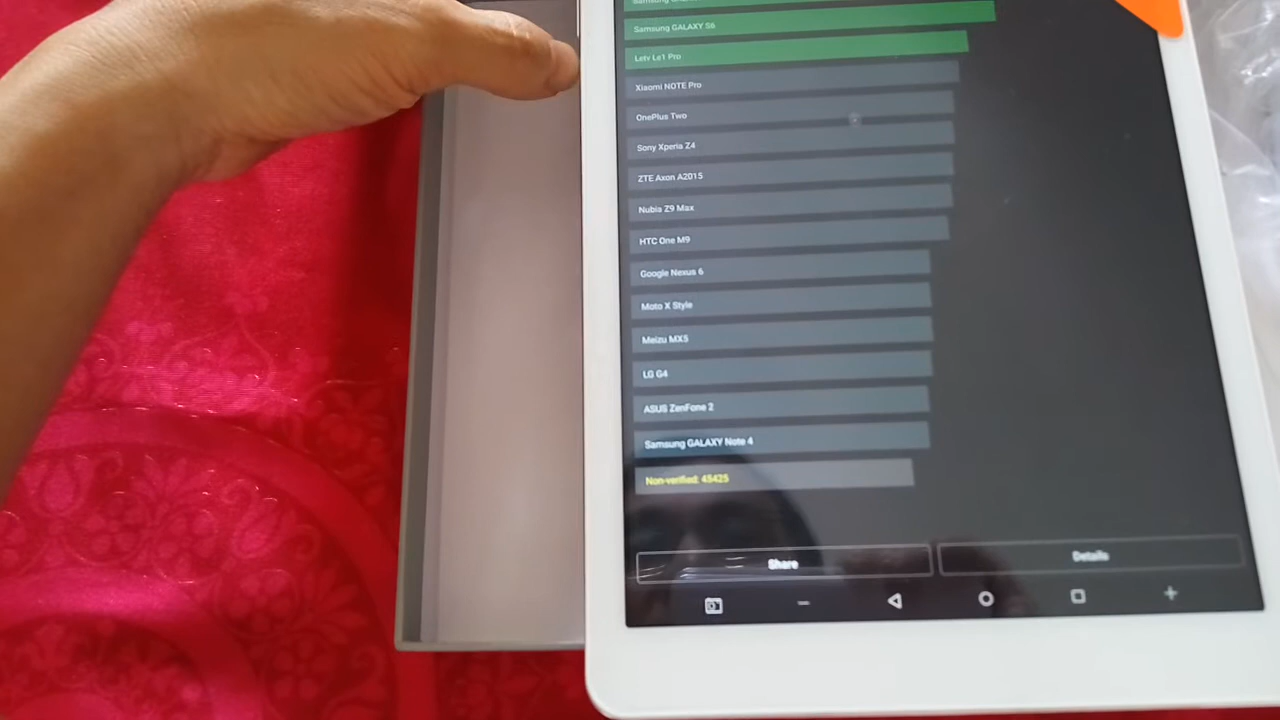 Samsung GALAXY S6
Letv Le1 Pro
Xiaomi NOTE Pro
OnePlus Two
Sony Xperia Z4
ZTE Axon A2015
Nubia Z9 Max
HTC One M9
Google Nexus 6
Moto X Style
Meizu MX5
LG G4
ASUS ZenFone 2
Samsung GALAXY Note 4
Non-verified: 45425
Share
Details